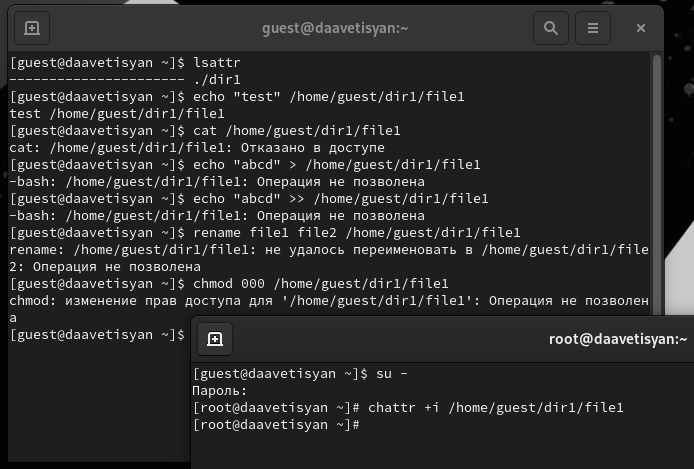 guest@daavetisyan:~
[guest@daavetisyan ~]$ lsattr
---------------------- ./dir1
[guest@daavetisyan ~]$ echo "test" /home/guest/dir1/file1
test /home/guest/dir1/file1
[guest@daavetisyan ~]$ cat /home/guest/dir1/file1
cat: /home/guest/dir1/file1: Отказано в доступе
[guest@daavetisyan ~]$ echo "abcd" > /home/guest/dir1/file1
-bash: /home/guest/dir1/file1: Операция не позволена
[guest@daavetisyan ~]$ echo "abcd" >> /home/guest/dir1/file1
-bash: /home/guest/dir1/file1: Операция не позволена
[guest@daavetisyan ~]$ rename file1 file2 /home/guest/dir1/file1
rename: /home/guest/dir1/file1: не удалось переименовать в /home/guest/dir1/file
2: Операция не позволена
[guest@daavetisyan ~]$ chmod 000 /home/guest/dir1/file1
chmod: изменение прав доступа для '/home/guest/dir1/file1': Операция не позволен
а
[guest@daavetisyan ~]$
root@daavetisyan:~
[guest@daavetisyan ~]$ su -
Пароль:
[root@daavetisyan ~]# chattr +i /home/guest/dir1/file1
[root@daavetisyan ~]#